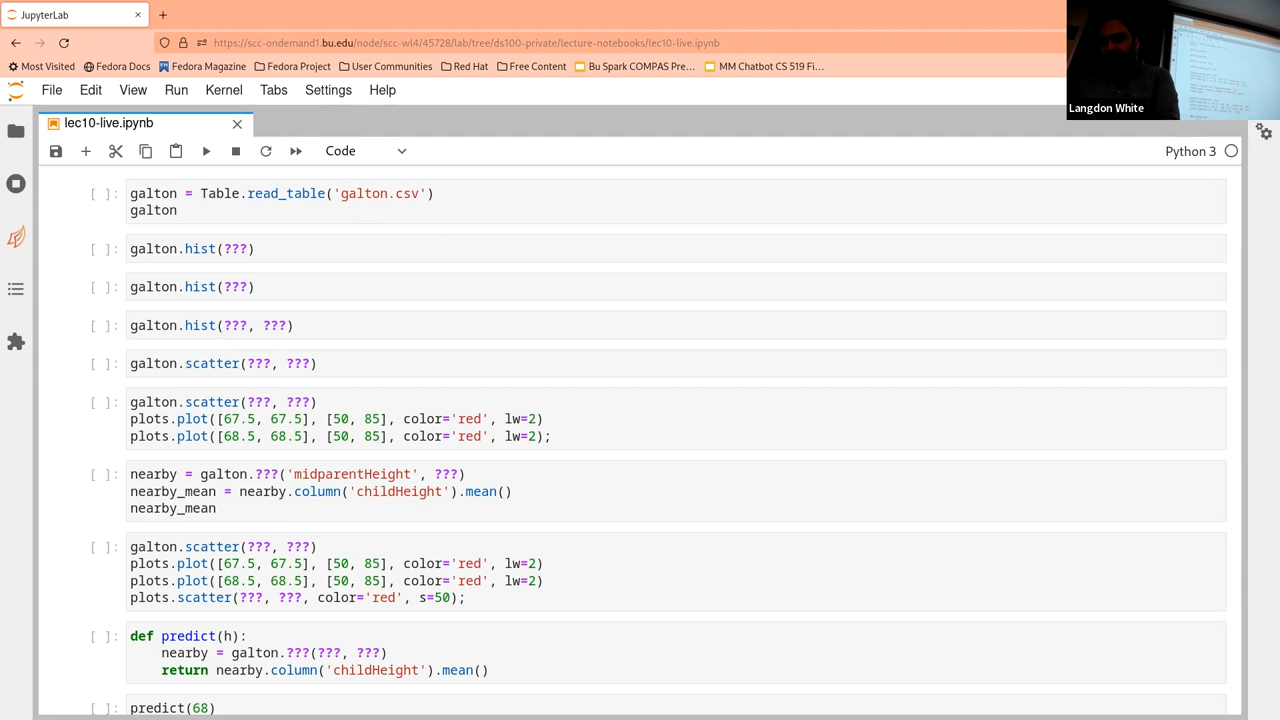 JupyterLab
https://scc-ondemand1.bu.edu/node/scc-wl4/45728/lab/tree/ds100-private/lecture-notebooks/lec10-live.ipynb
Most Visited Fedora Docs Fedora Magazine Fedora Project User Communities Red Hat Free Content Bu Spark COMPAS Pre… MM Chatbot CS 519 Fi…
Langdon White
File Edit View Run Kernel Tabs Settings Help
lec10-live.ipynb
Code
Python 3
[ ]: galton = Table.read_table('galton.csv')
galton
[ ]: galton.hist(???)
[ ]: galton.hist(???)
[ ]: galton.hist(???, ???)
[ ]: galton.scatter(???, ???)
[ ]: galton.scatter(???, ???)
plots.plot([67.5, 67.5], [50, 85], color='red', lw=2)
plots.plot([68.5, 68.5], [50, 85], color='red', lw=2);
[ ]: nearby = galton.???('midparentHeight', ???)
nearby_mean = nearby.column('childHeight').mean()
nearby_mean
[ ]: galton.scatter(???, ???)
plots.plot([67.5, 67.5], [50, 85], color='red', lw=2)
plots.plot([68.5, 68.5], [50, 85], color='red', lw=2)
plots.scatter(???, ???, color='red', s=50);
[ ]: def predict(h):
nearby = galton.???(???, ???)
return nearby.column('childHeight').mean()
[ ]: predict(68)